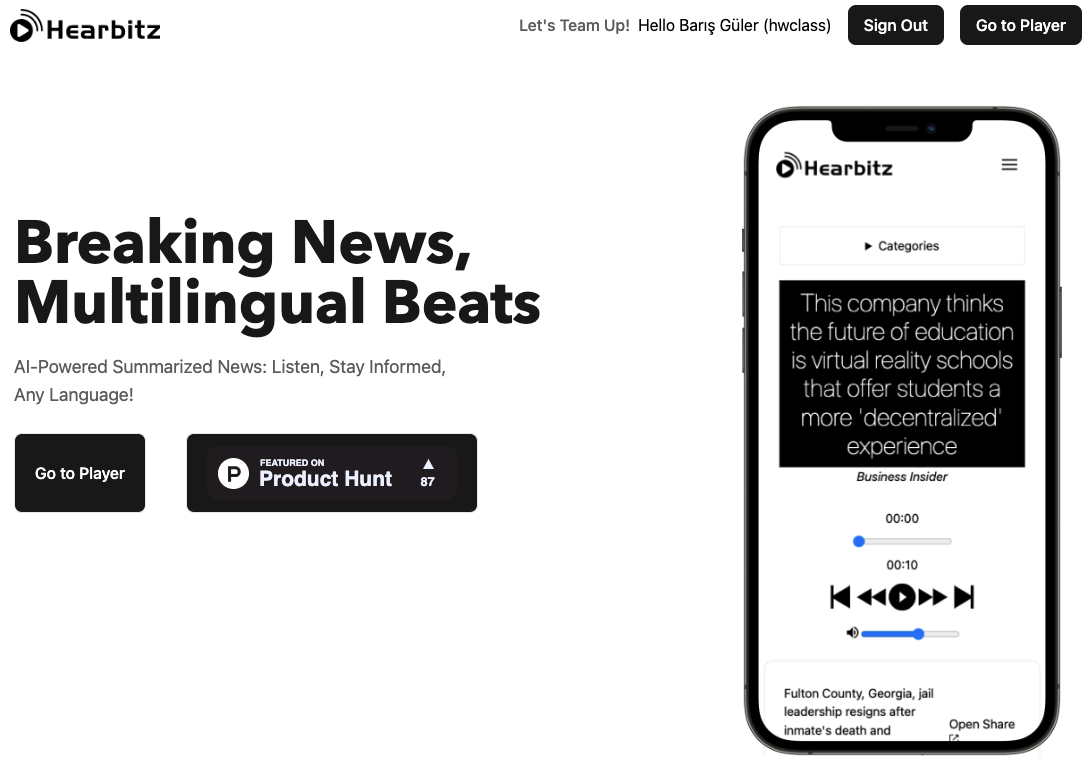 Hearbitz
Let's Team Up! Hello Barış Güler (hwclass) Sign Out Go to Player
Breaking News,
Multilingual Beats
AI-Powered Summarized News: Listen, Stay Informed,
Any Language!
Go to Player
FEATURED ON
Product Hunt
87
Hearbitz
Categories
This company thinks
the future of education
is virtual reality schools
that offer students a
more 'decentralized'
experience
Business Insider
00:00
00:10
Fulton County, Georgia, jail
leadership resigns after
inmate's death and
Open Share